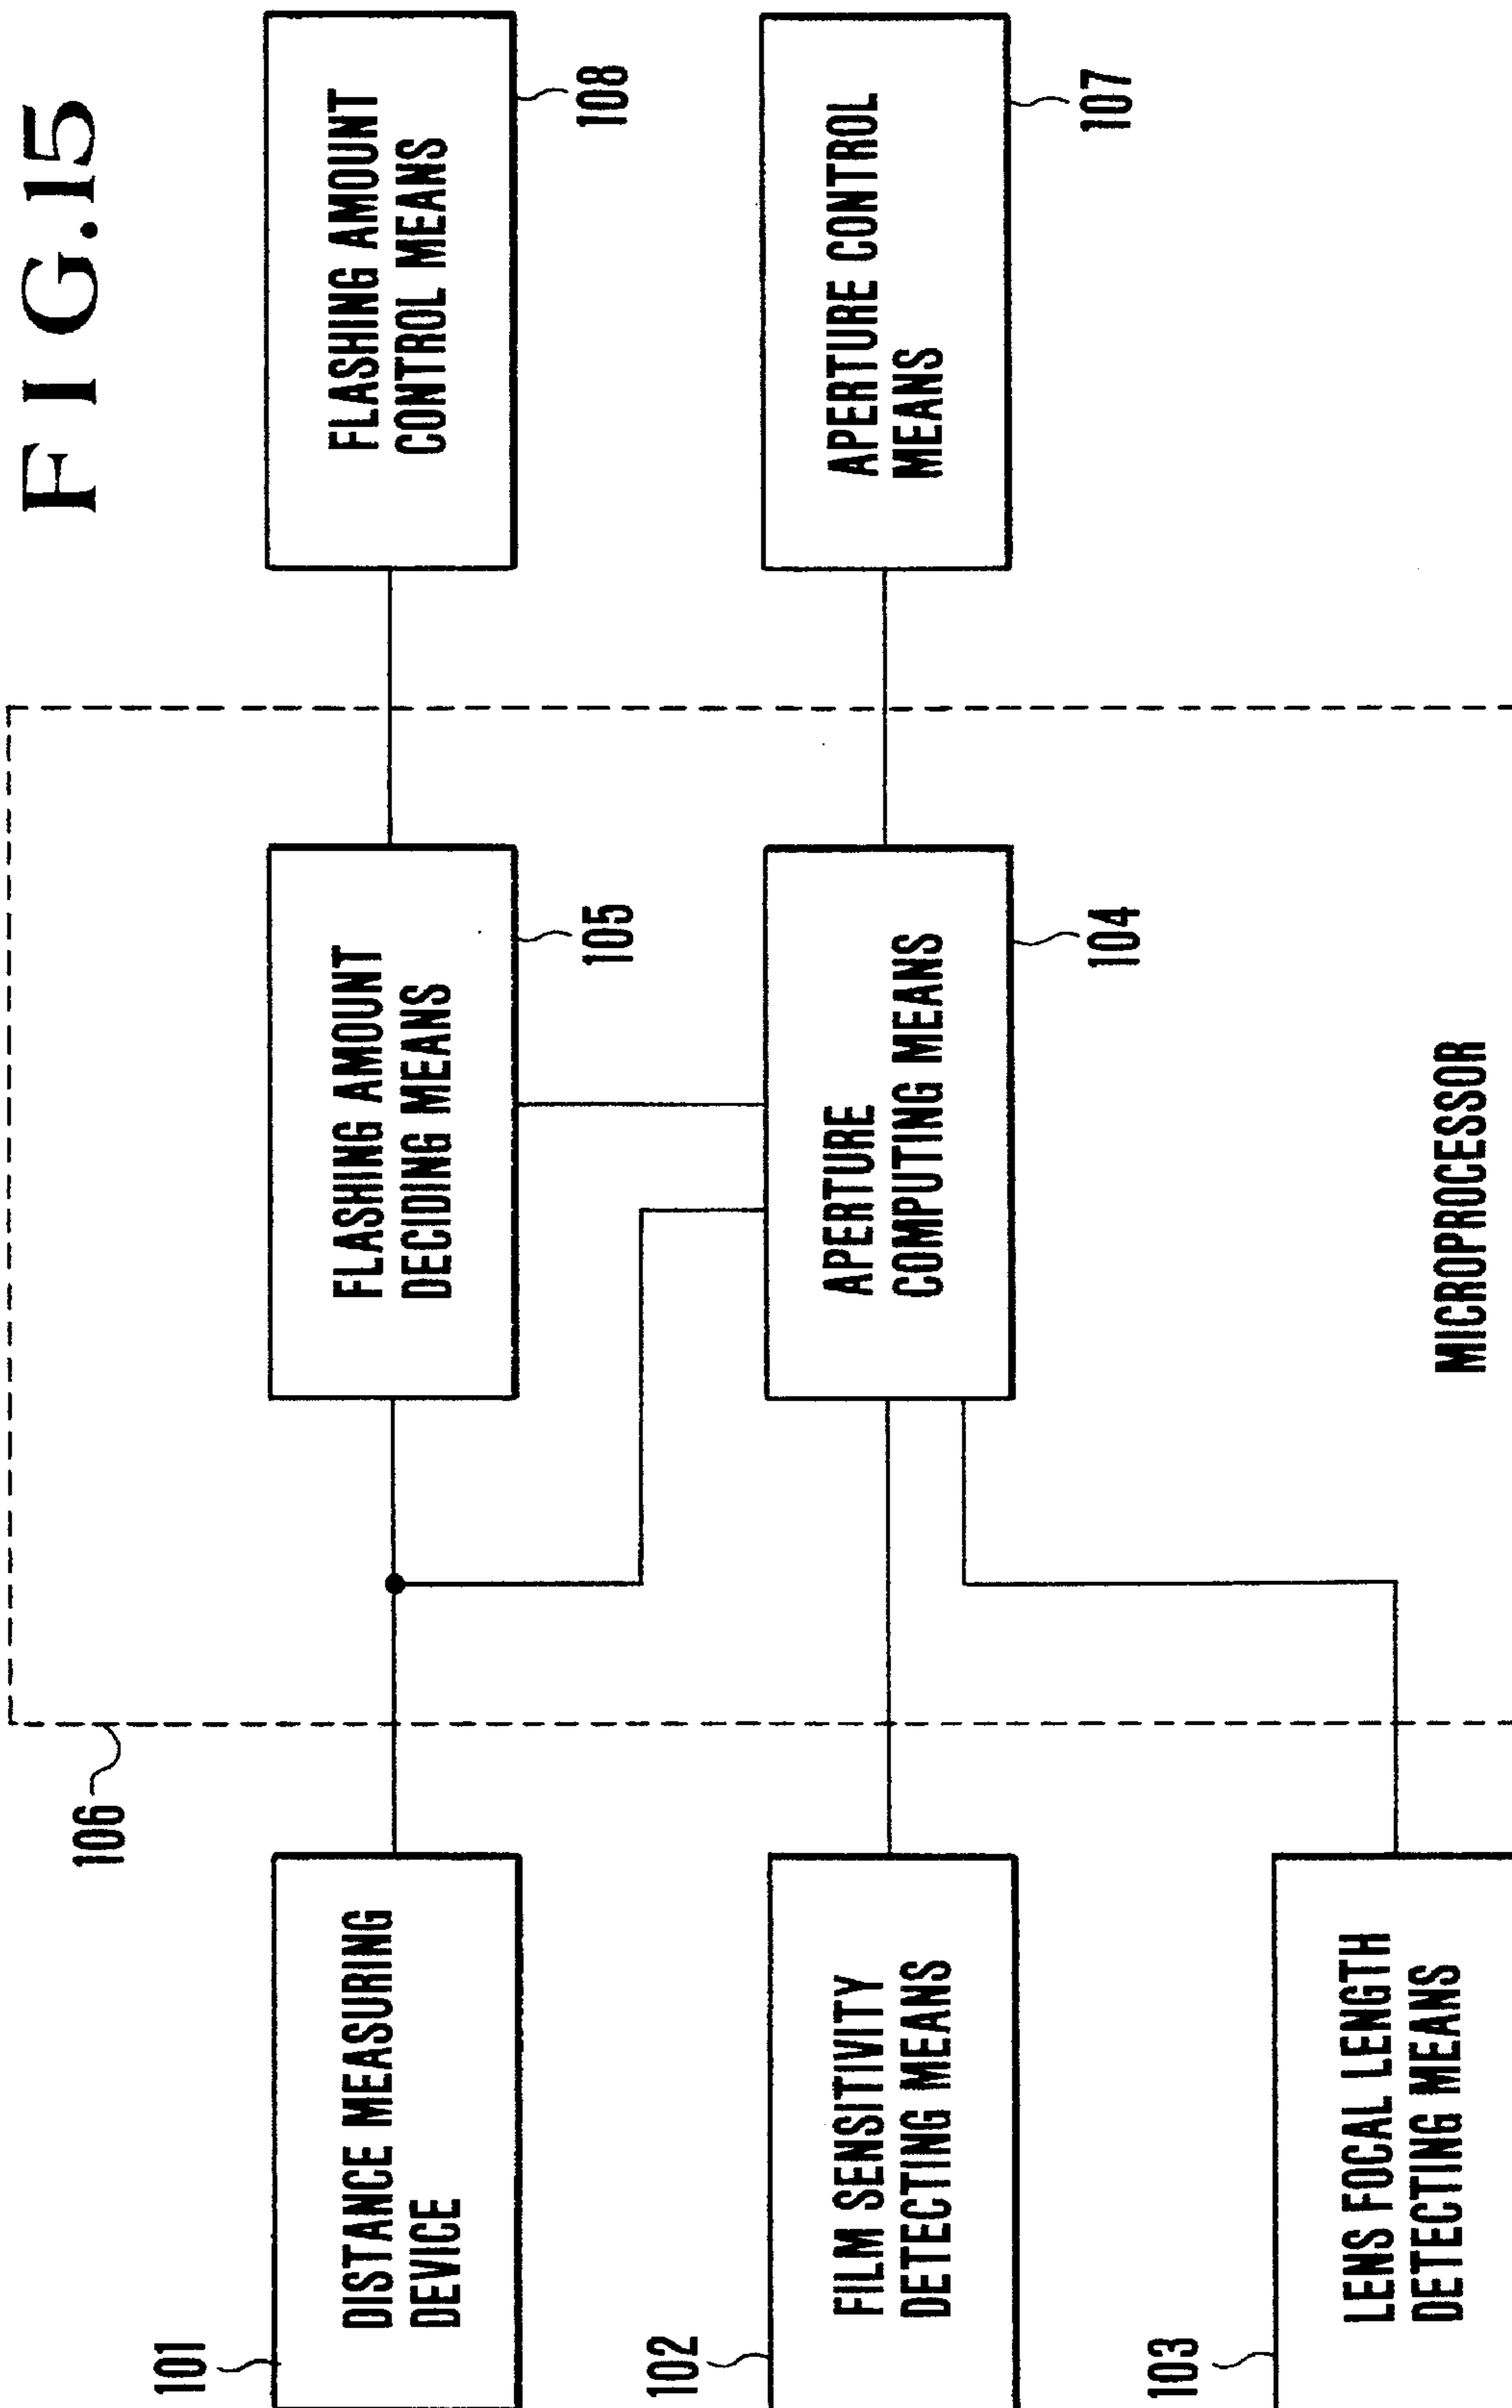 FIG.15
101
DISTANCE MEASURING
DEVICE
106
FLASHING AMOUNT
DECIDING MEANS
105
FLASHING AMOUNT
CONTROL MEANS
108
102
FILM SENSITIVITY
DETECTING MEANS
APERTURE
COMPUTING MEANS
104
APERTURE CONTROL
MEANS
107
103
LENS FOCAL LENGTH
DETECTING MEANS
MICROPROCESSOR